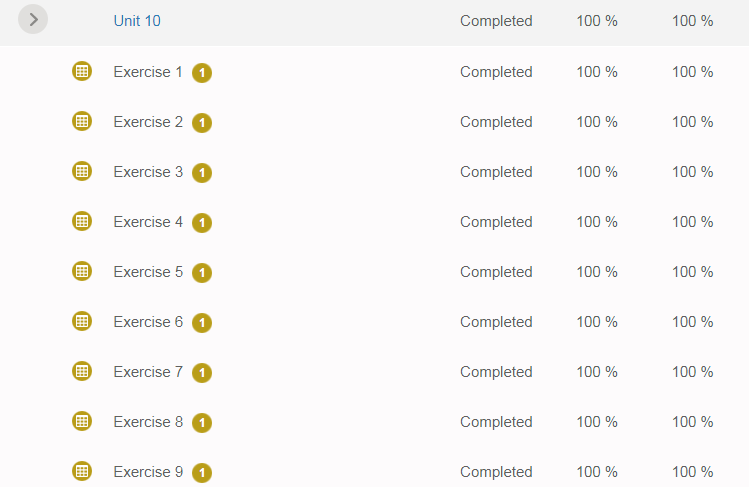 Unit 10 Completed 100 % 100 %
Exercise 1 1 Completed 100 % 100 %
Exercise 2 1 Completed 100 % 100 %
Exercise 3 1 Completed 100 % 100 %
Exercise 4 1 Completed 100 % 100 %
Exercise 5 1 Completed 100 % 100 %
Exercise 6 1 Completed 100 % 100 %
Exercise 7 1 Completed 100 % 100 %
Exercise 8 1 Completed 100 % 100 %
Exercise 9 1 Completed 100 % 100 %